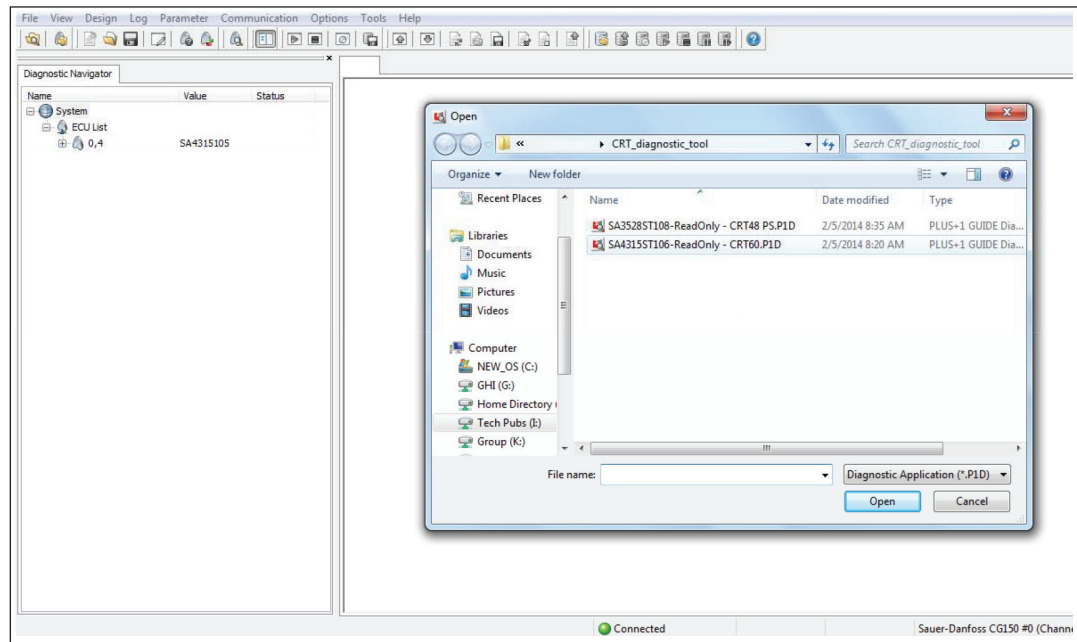 File View Design Log Parameter Communication Options Tools Help
Diagnostic Navigator
Name Value Status
System
ECU List
0,4 SA4315105
Open
« CRT_diagnostic_tool
Search CRT_diagnostic_tool
Organize New folder
Recent Places
Libraries
Documents
Music
Pictures
Videos
Computer
NEW_OS (C:)
GHI (G:)
Home Directory (
Tech Pubs (I:)
Group (K:)
Name Date modified Type
SA3528ST108-ReadOnly - CRT48 PS.P1D 2/5/2014 8:35 AM PLUS+1 GUIDE Dia...
SA4315ST106-ReadOnly - CRT60.P1D 2/5/2014 8:20 AM PLUS+1 GUIDE Dia...
File name: Diagnostic Application (*.P1D)
Open Cancel
Connected Sauer-Danfoss CG150 #0 (Channe